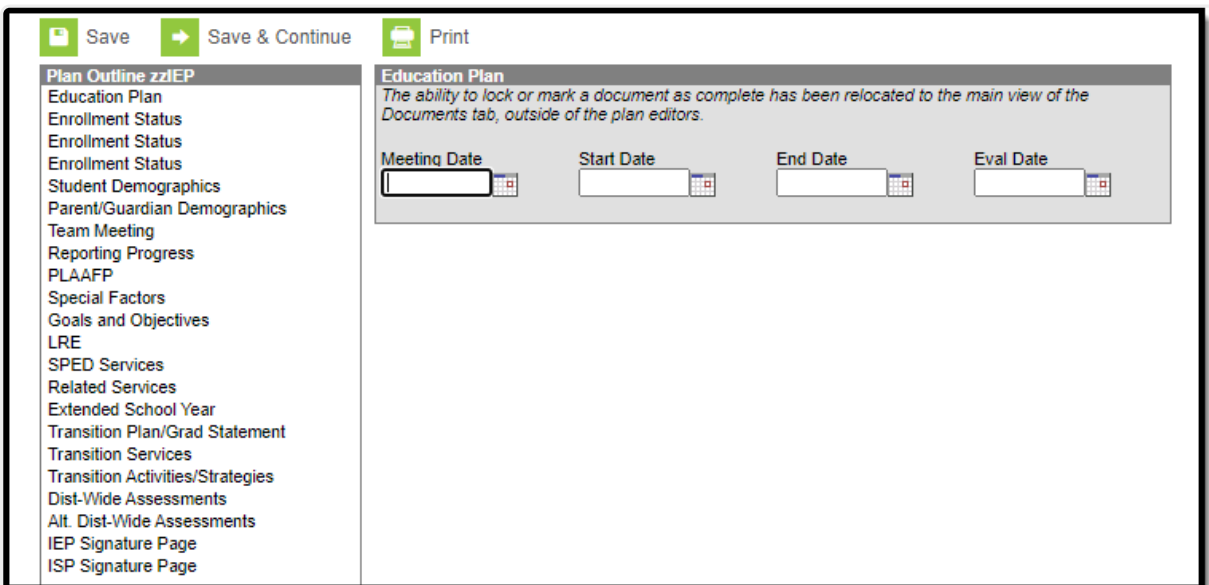 Save Save & Continue Print
Plan Outline zzIEP
Education Plan
Enrollment Status
Enrollment Status
Enrollment Status
Student Demographics
Parent/Guardian Demographics
Team Meeting
Reporting Progress
PLAAFP
Special Factors
Goals and Objectives
LRE
SPED Services
Related Services
Extended School Year
Transition Plan/Grad Statement
Transition Services
Transition Activities/Strategies
Dist-Wide Assessments
Alt. Dist-Wide Assessments
IEP Signature Page
ISP Signature Page
Education Plan
The ability to lock or mark a document as complete has been relocated to the main view of the
Documents tab, outside of the plan editors.
Meeting Date Start Date End Date Eval Date